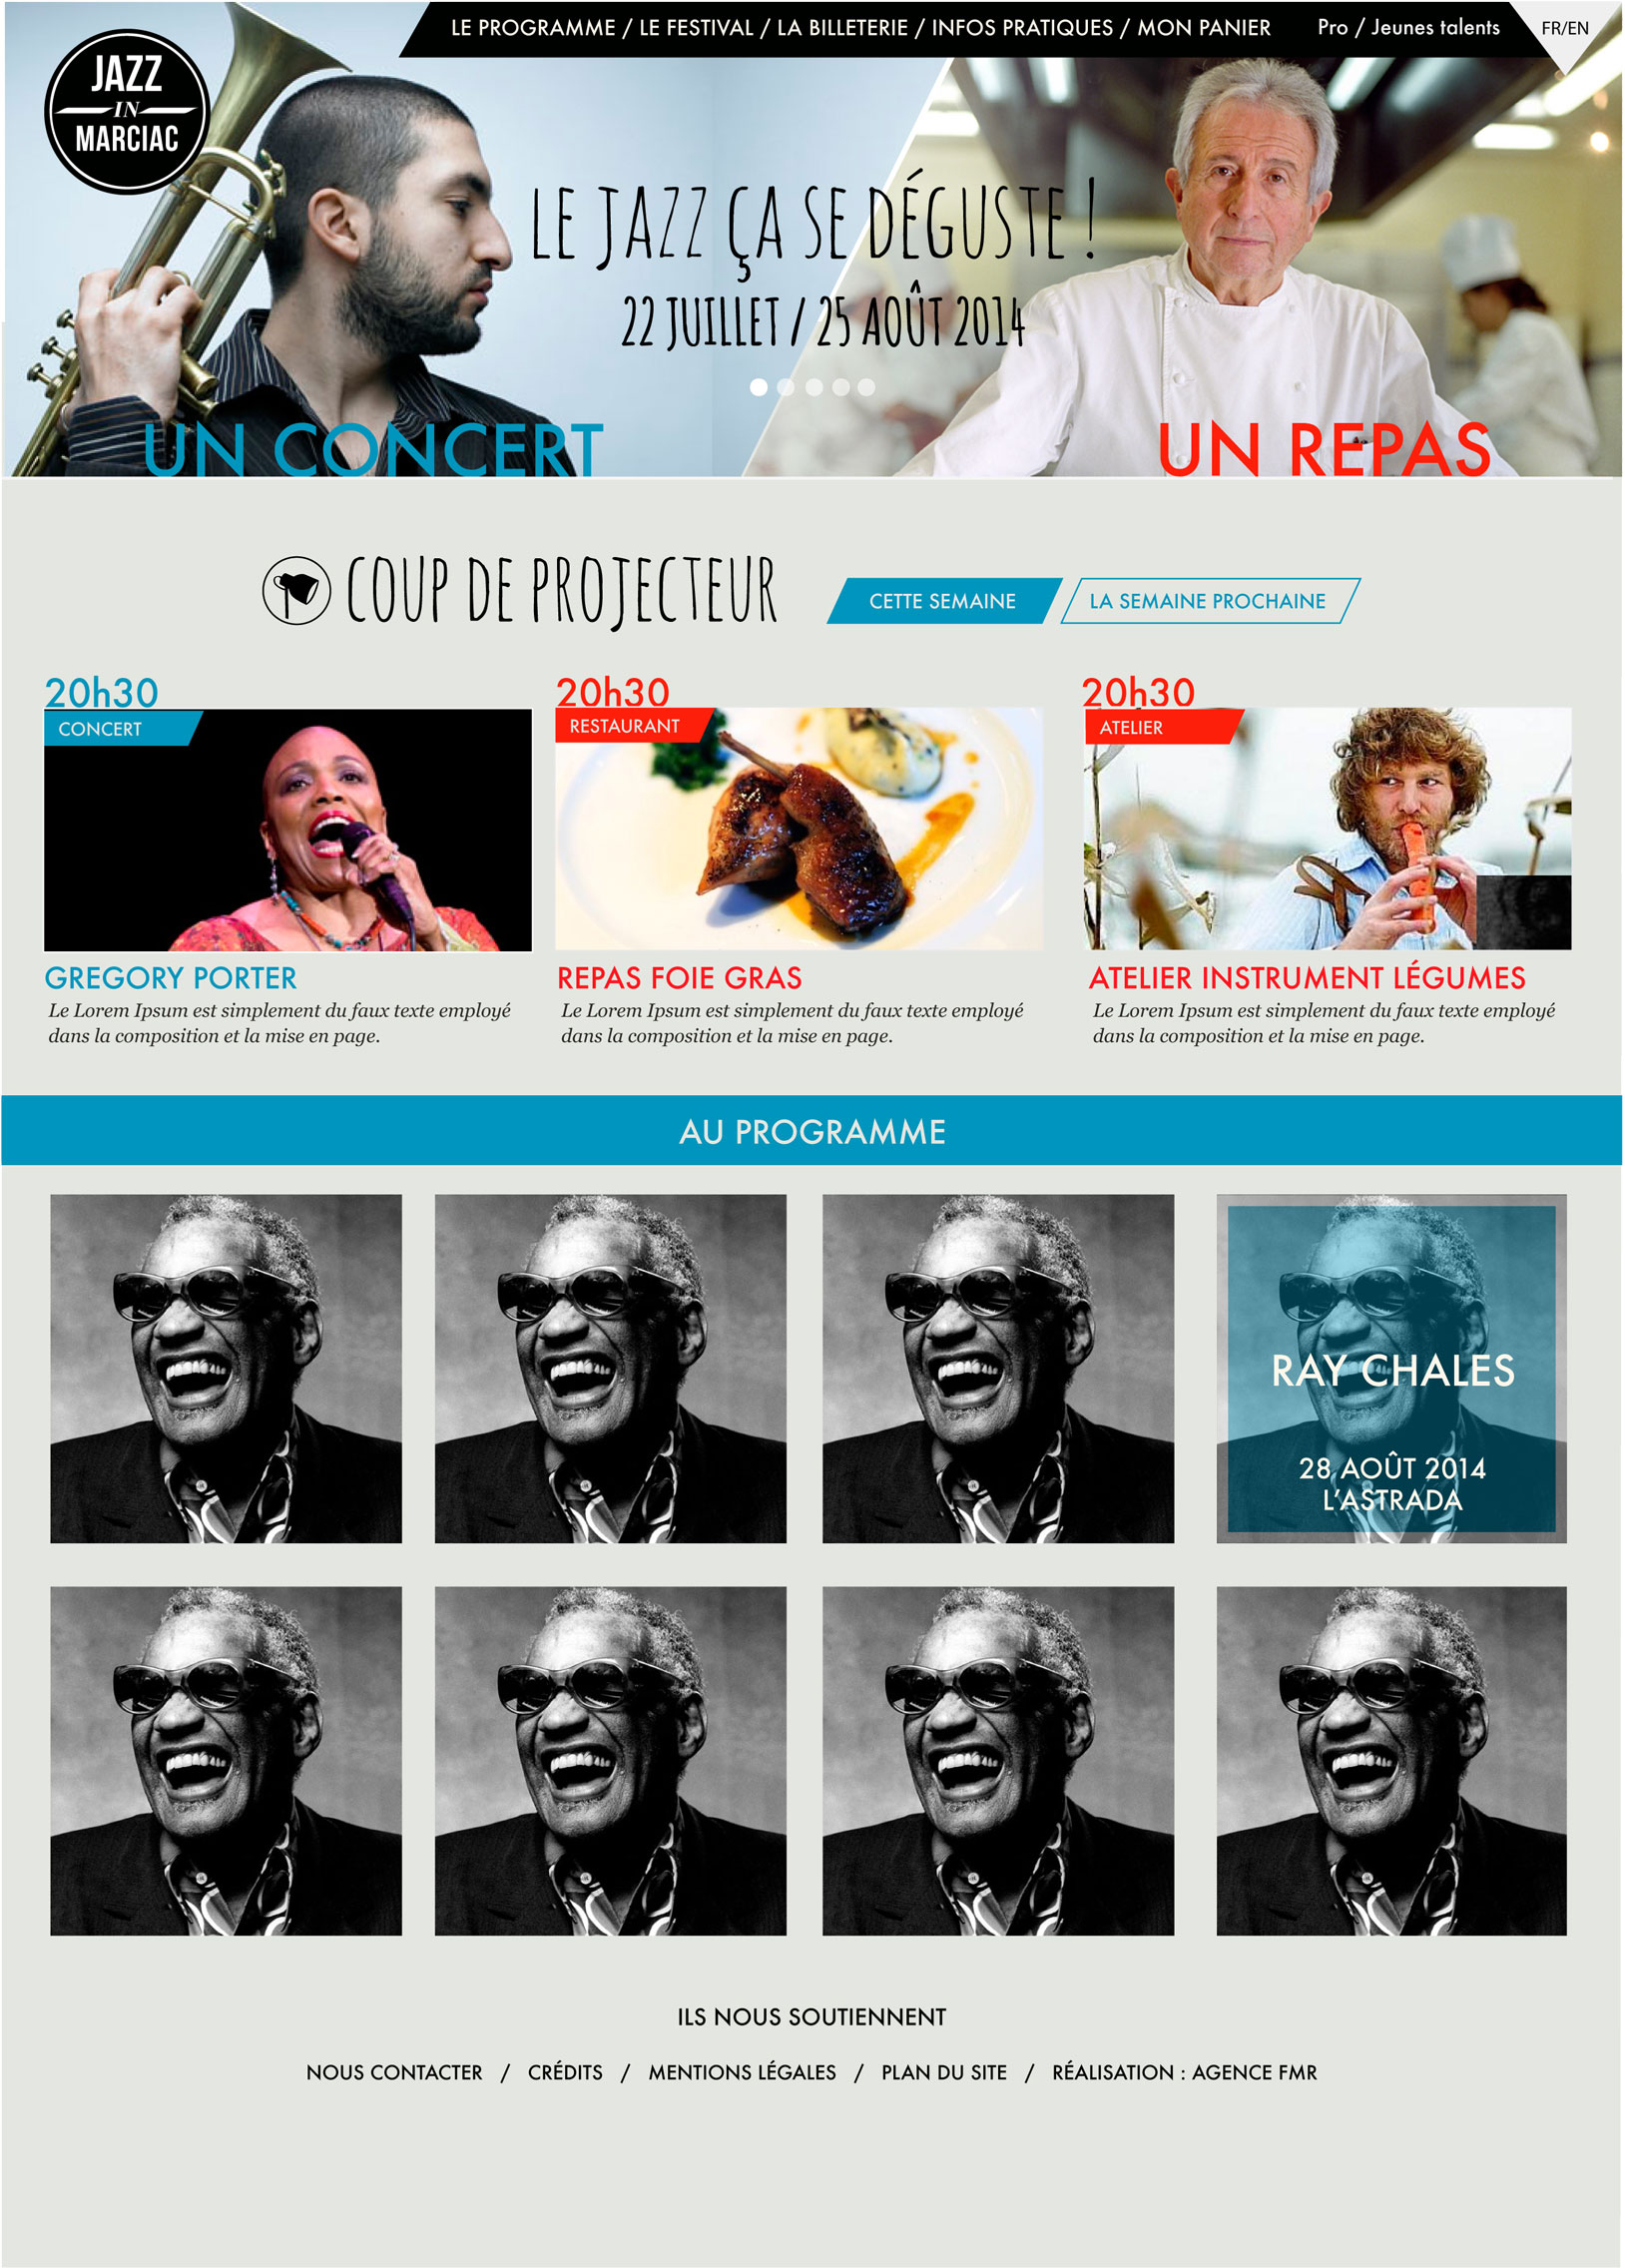 LE PROGRAMME / LE FESTIVAL / LA BILLETERIE / INFOS PRATIQUES / MON PANIER Pro / Jeunes talents FR/EN
JAZZ
IN
MARCIAC
LE JAZZ ÇA SE DÉGUSTE !
22 JUILLET / 25 AOÛT 2014
UN CONCERT UN REPAS
COUP DE PROJECTEUR CETTE SEMAINE LA SEMAINE PROCHAINE
20h30
CONCERT
GREGORY PORTER
Le Lorem Ipsum est simplement du faux texte employé
dans la composition et la mise en page.
20h30
RESTAURANT
REPAS FOIE GRAS
Le Lorem Ipsum est simplement du faux texte employé
dans la composition et la mise en page.
20h30
ATELIER
ATELIER INSTRUMENT LÉGUMES
Le Lorem Ipsum est simplement du faux texte employé
dans la composition et la mise en page.
AU PROGRAMME
RAY CHALES
28 AOÛT 2014
L'ASTRADA
ILS NOUS SOUTIENNENT
NOUS CONTACTER / CRÉDITS / MENTIONS LÉGALES / PLAN DU SITE / RÉALISATION : AGENCE FMR